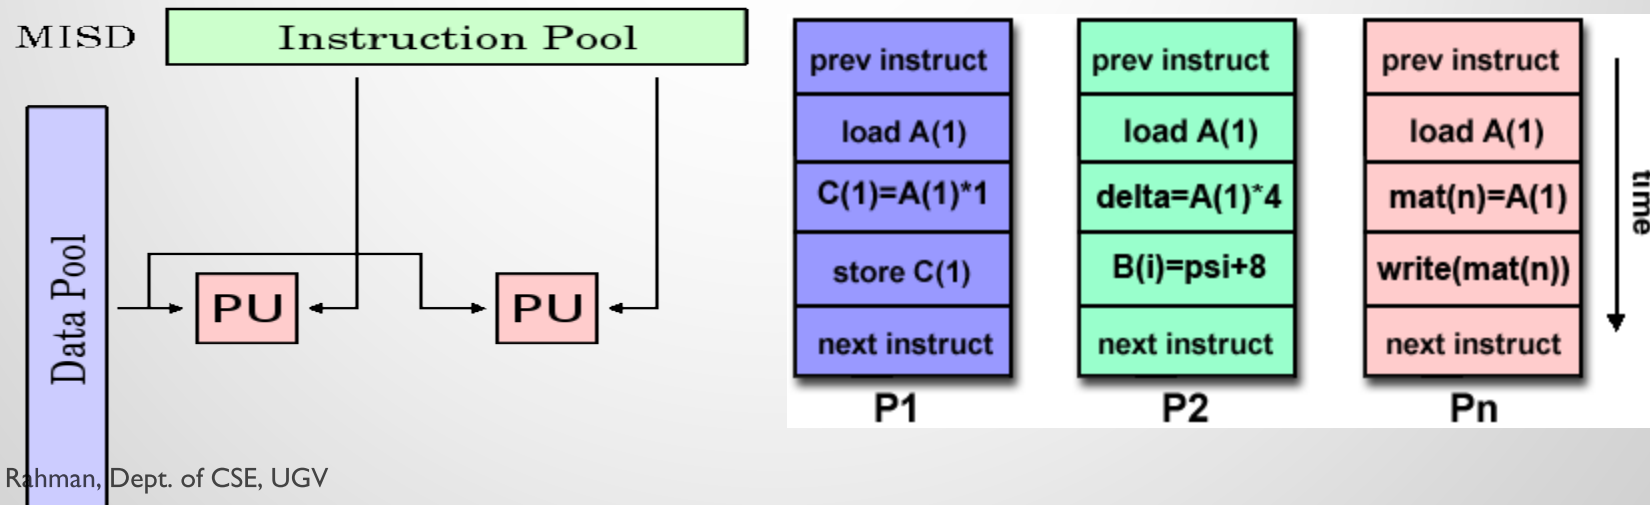 MISD
Instruction Pool
Data Pool
PU
PU
prev instruct
load A(1)
C(1)=A(1)*1
store C(1)
next instruct
P1
prev instruct
load A(1)
delta=A(1)*4
B(i)=psi+8
next instruct
P2
prev instruct
load A(1)
mat(n)=A(1)
write(mat(n))
next instruct
Pn
time
Rahman, Dept. of CSE, UGV